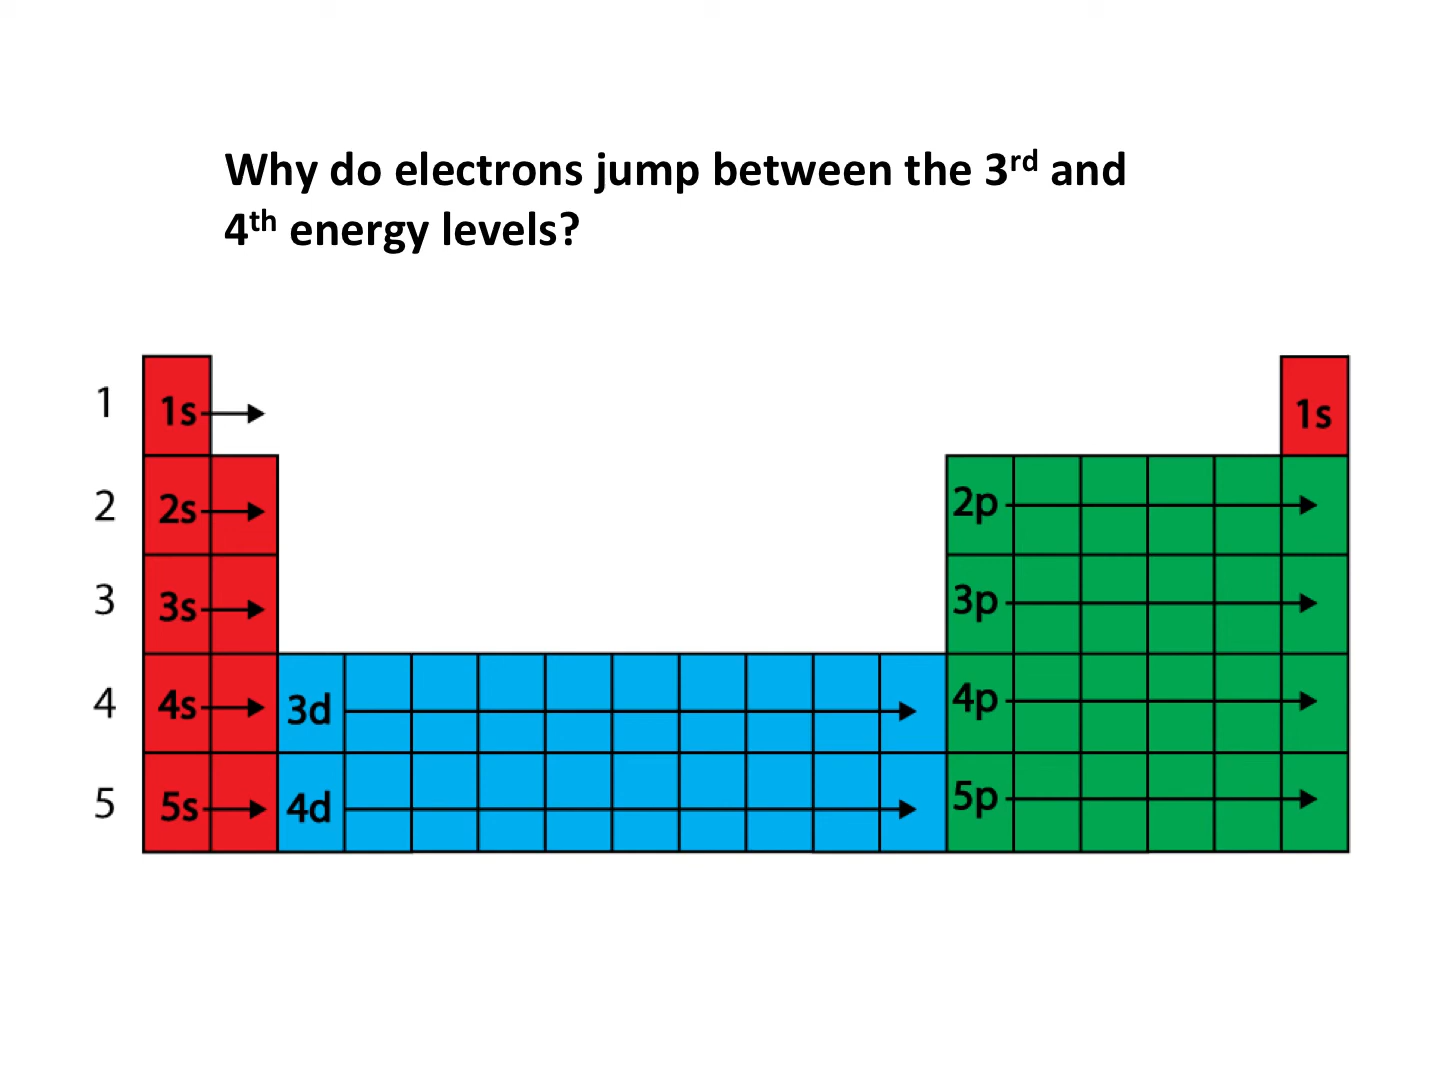 Why do electrons jump between the 3rd and
4th energy levels?
1 1s 1s
2 2s 2p
3 3s 3p
4 4s 3d 4p
5 5s 4d 5p